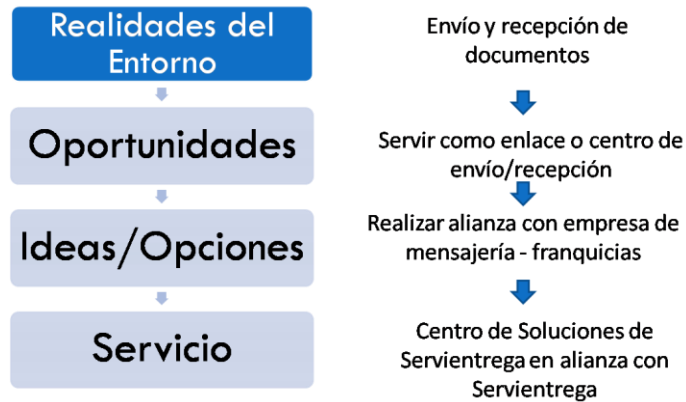 Realidades del
Entorno
Envío y recepción de
documentos
Oportunidades
Servir como enlace o centro de
envío/recepción
Ideas/Opciones
Realizar alianza con empresa de
mensajería - franquicias
Servicio
Centro de Soluciones de
Servientrega en alianza con
Servientrega